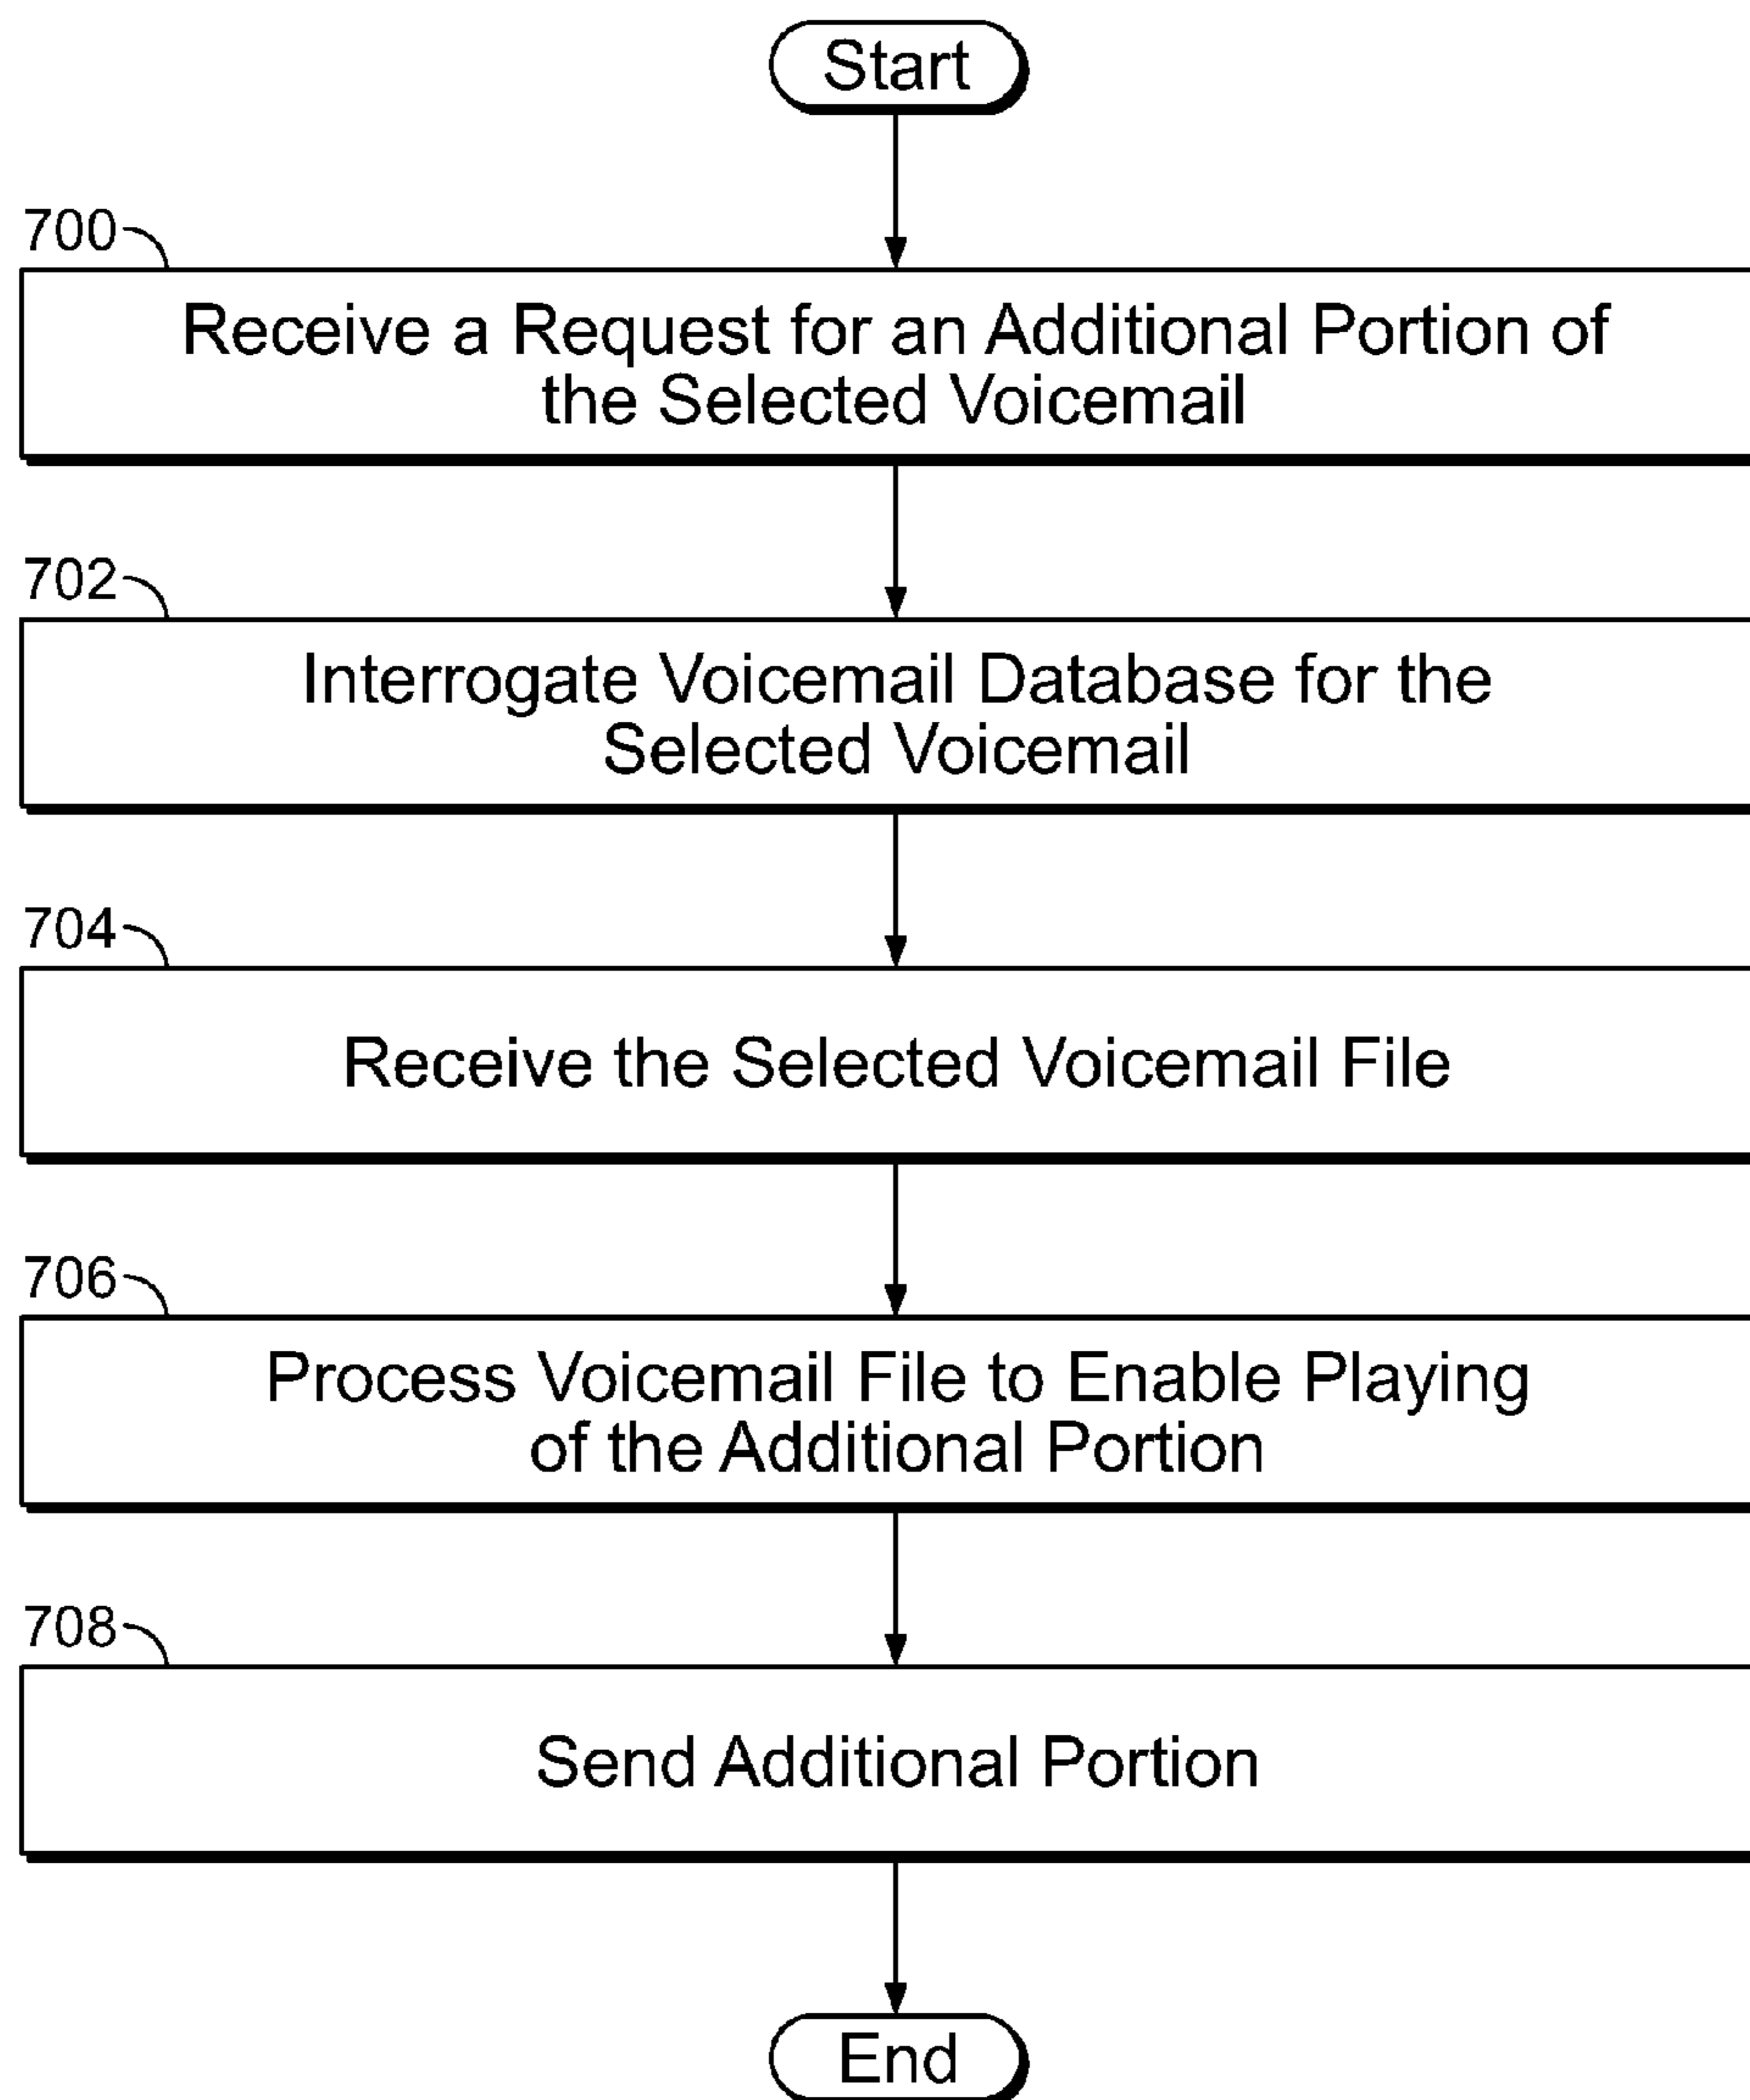 Start
700
Receive a Request for an Additional Portion of
the Selected Voicemail
702
Interrogate Voicemail Database for the
Selected Voicemail
704
Receive the Selected Voicemail File
706
Process Voicemail File to Enable Playing
of the Additional Portion
708
Send Additional Portion
End